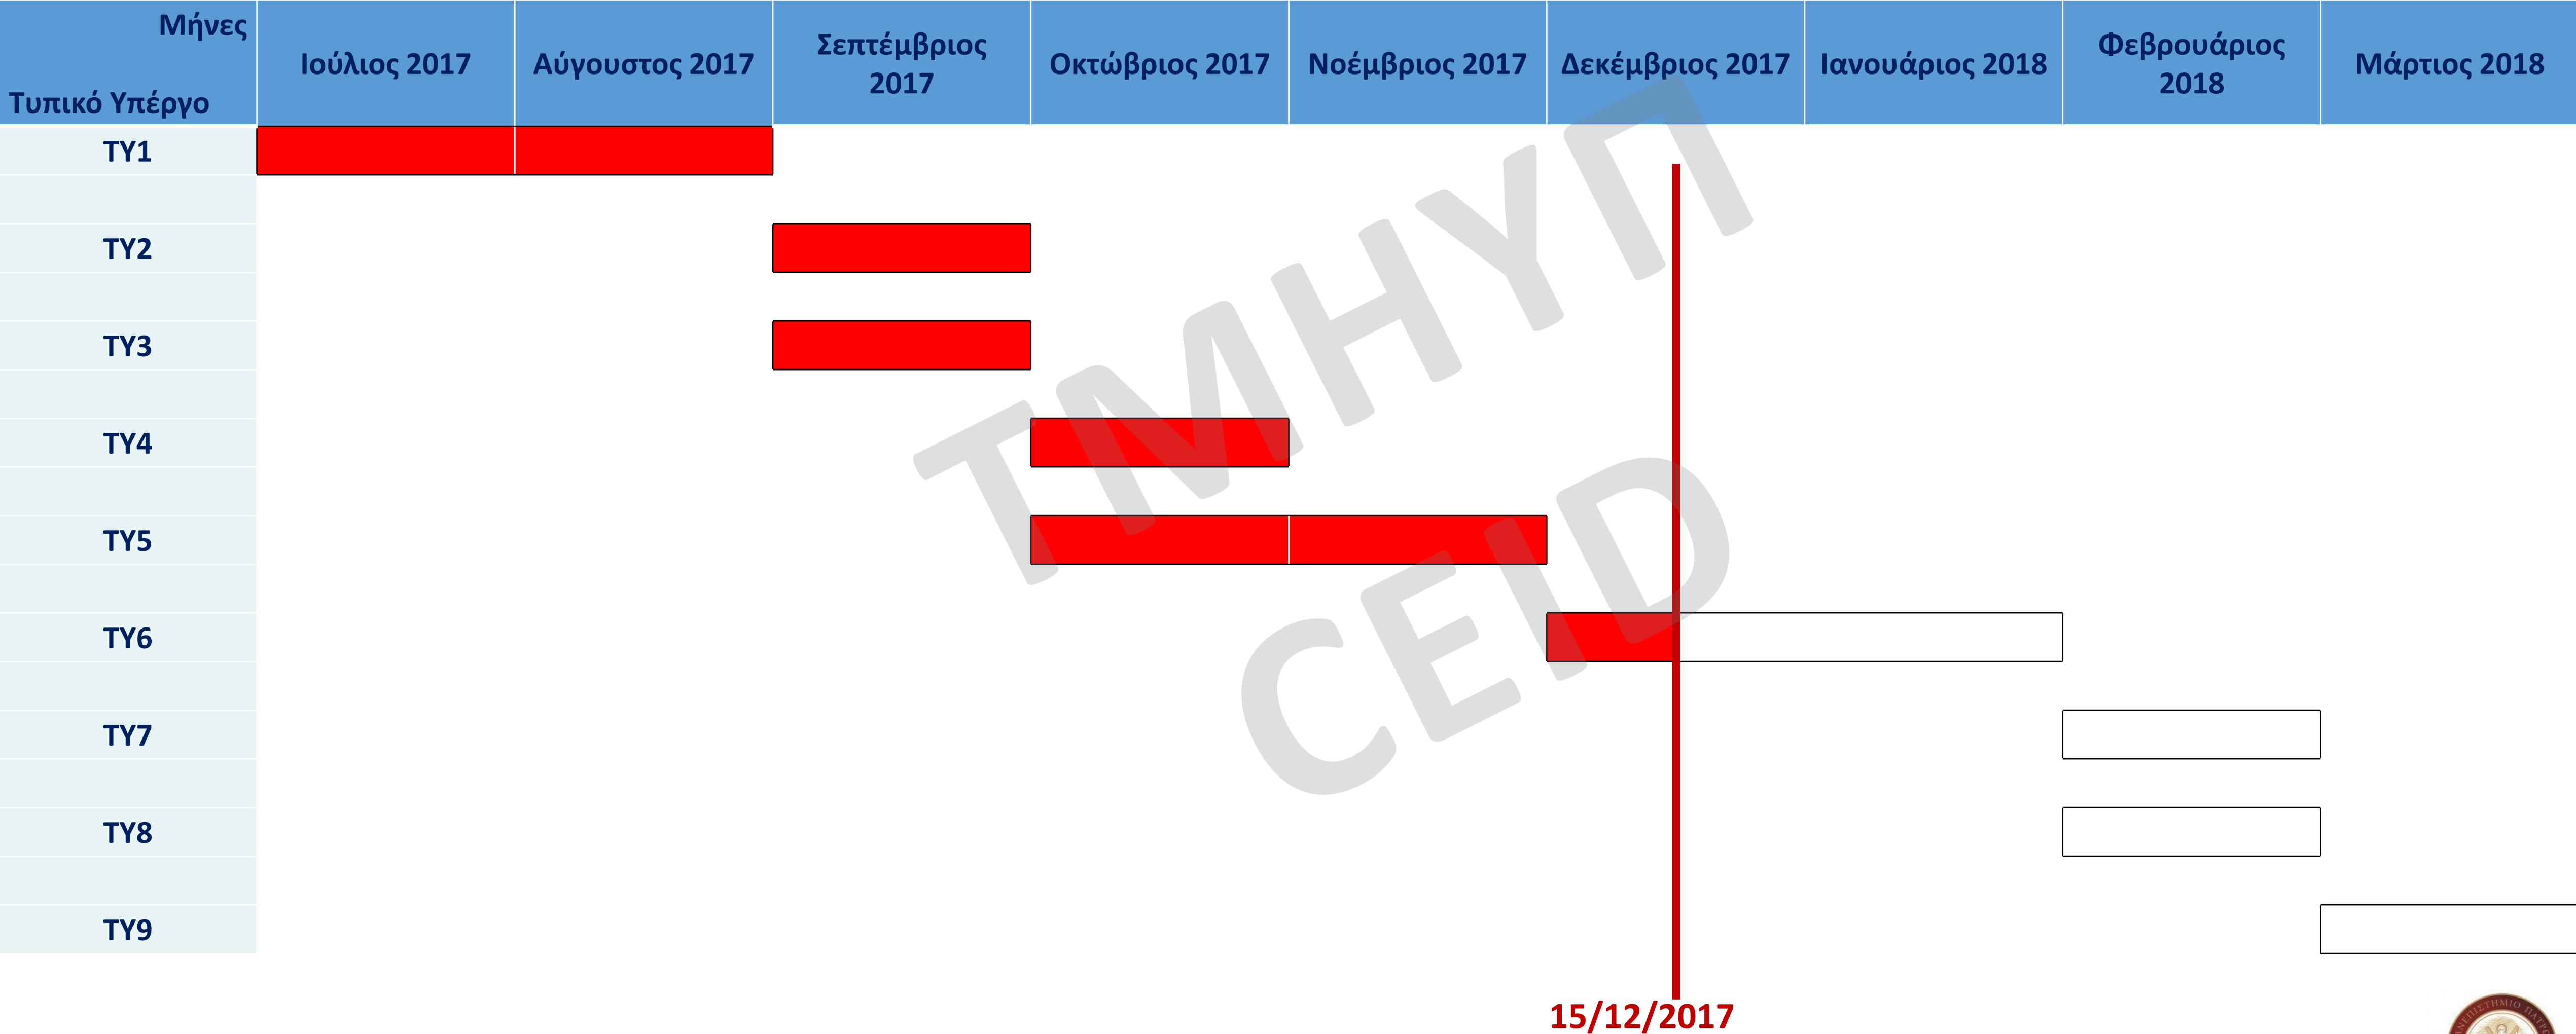 Μήνες
Τυπικό Υπέργο
Ιούλιος 2017
Αύγουστος 2017
Σεπτέμβριος
2017
Οκτώβριος 2017
Νοέμβριος 2017
Δεκέμβριος 2017
Ιανουάριος 2018
Φεβρουάριος
2018
Μάρτιος 2018
ΤΥ1
ΤΥ2
ΤΥ3
ΤΥ4
ΤΥ5
ΤΥ6
ΤΥ7
ΤΥ8
ΤΥ9
ΤΜΗΥΠ
CEID
15/12/2017